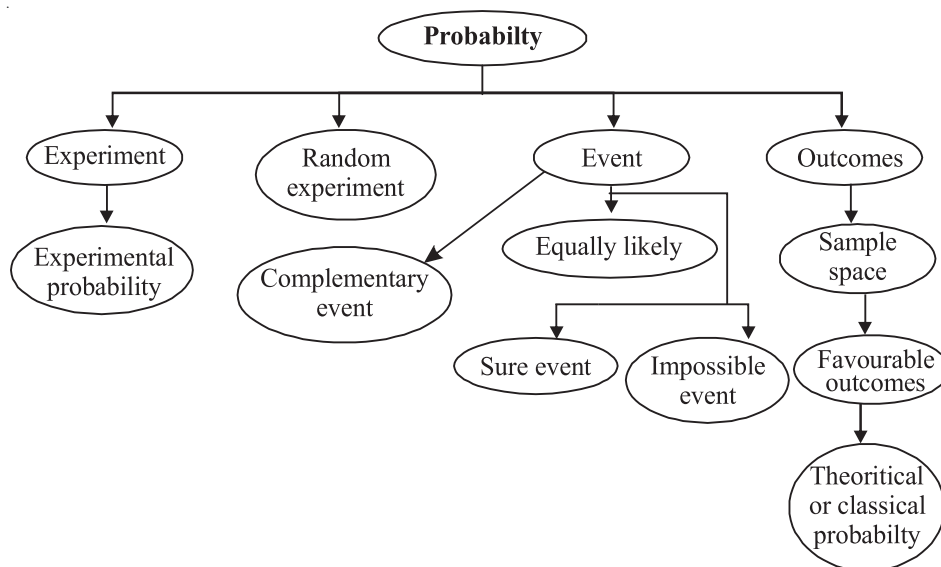 Probabilty
Experiment
Random
experiment
Event
Outcomes
Experimental
probability
Complementary
event
Equally likely
Sample
space
Sure event
Impossible
event
Favourable
outcomes
Theoritical
or classical
probabilty